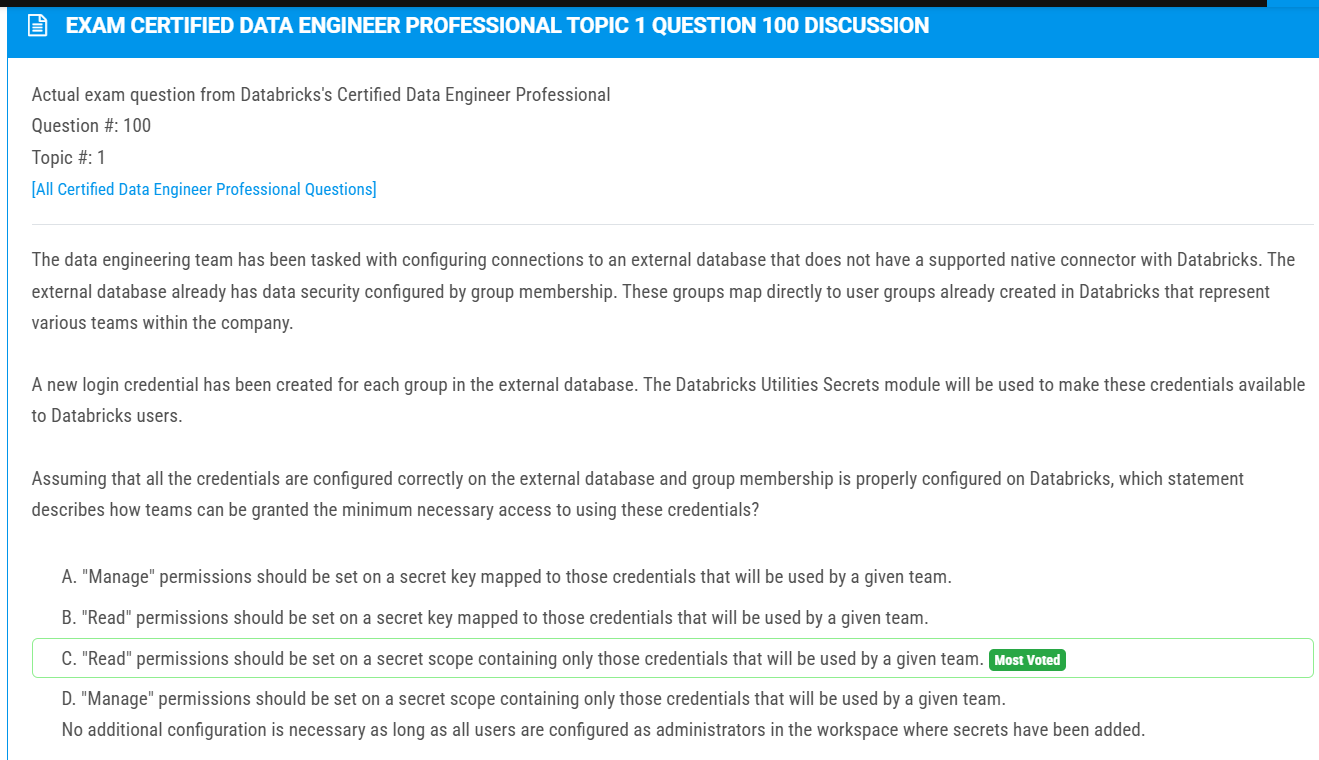 EXAM CERTIFIED DATA ENGINEER PROFESSIONAL TOPIC 1 QUESTION 100 DISCUSSION
Actual exam question from Databricks's Certified Data Engineer Professional
Question #: 100
Topic #: 1
[All Certified Data Engineer Professional Questions]
The data engineering team has been tasked with configuring connections to an external database that does not have a supported native connector with Databricks. The
external database already has data security configured by group membership. These groups map directly to user groups already created in Databricks that represent
various teams within the company.
A new login credential has been created for each group in the external database. The Databricks Utilities Secrets module will be used to make these credentials available
to Databricks users.
Assuming that all the credentials are configured correctly on the external database and group membership is properly configured on Databricks, which statement
describes how teams can be granted the minimum necessary access to using these credentials?
A. "Manage" permissions should be set on a secret key mapped to those credentials that will be used by a given team.
B. "Read" permissions should be set on a secret key mapped to those credentials that will be used by a given team.
C. "Read" permissions should be set on a secret scope containing only those credentials that will be used by a given team. Most Voted
D. "Manage" permissions should be set on a secret scope containing only those credentials that will be used by a given team.
No additional configuration is necessary as long as all users are configured as administrators in the workspace where secrets have been added.